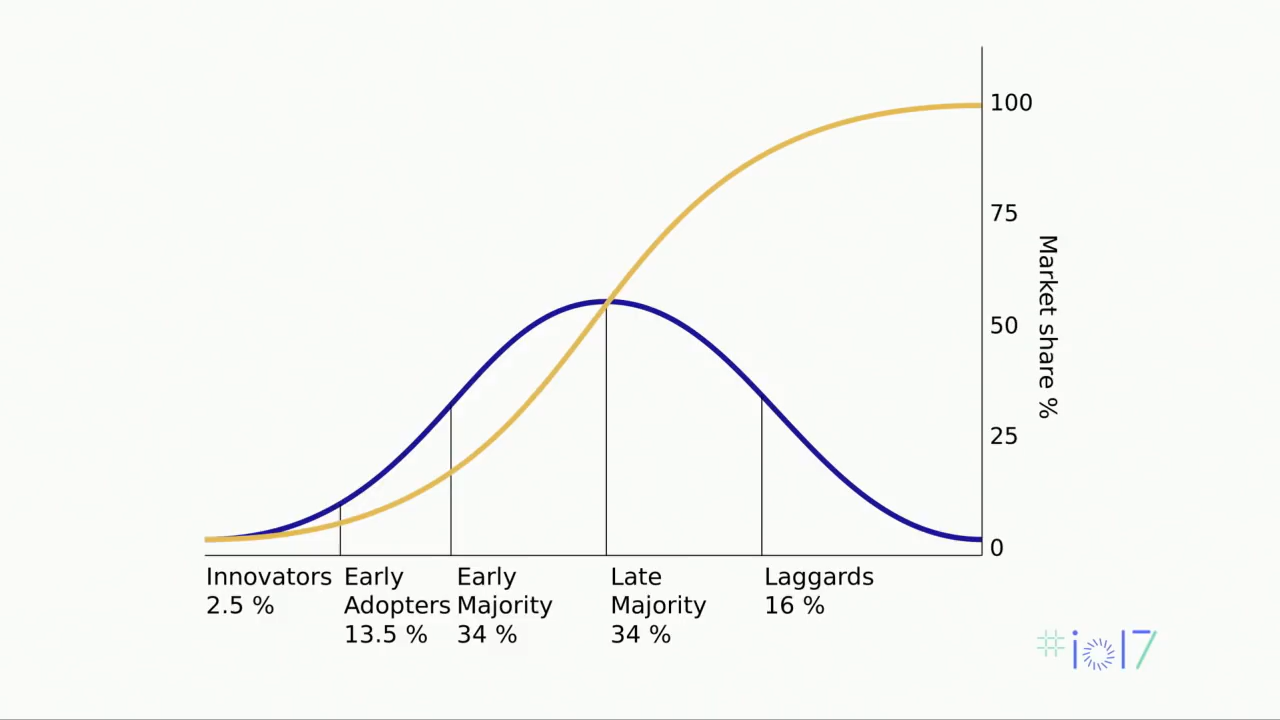 100
75
50
25
0
Market share %
Innovators
2.5 %
Early
Adopters
13.5 %
Early
Majority
34 %
Late
Majority
34 %
Laggards
16 %
#io17